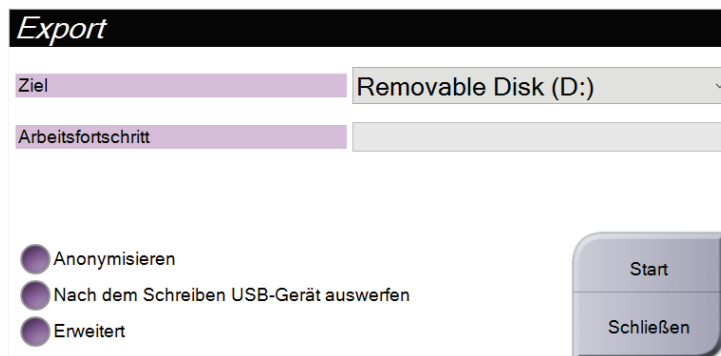 Export
Ziel
Removable Disk (D:)
Arbeitsfortschritt
Anonymisieren
Nach dem Schreiben USB-Gerät auswerfen
Erweitert
Start
Schließen